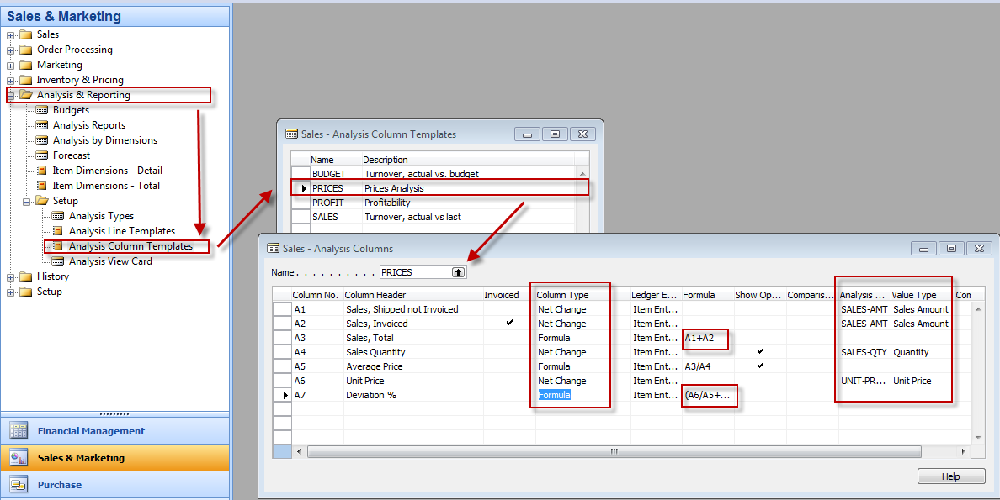 Sales & Marketing
Sales
Order Processing
Marketing
Inventory & Pricing
Analysis & Reporting
Budgets
Analysis Reports
Analysis by Dimensions
Forecast
Item Dimensions - Detail
Item Dimensions - Total
Setup
Analysis Types
Analysis Line Templates
Analysis Column Templates
Analysis View Card
History
Setup
Financial Management
Sales & Marketing
Purchase
Sales - Analysis Column Templates
Name Description
BUDGET Turnover, actual vs. budget
PRICES Prices Analysis
PROFIT Profitability
SALES Turnover, actual vs last
Sales - Analysis Columns
Name . . . . . . . . . . PRICES
Column No. Column Header Invoiced Column Type Ledger E... Formula Show Op... Comparis... Analysis ... Value Type Con
A1 Sales, Shipped not Invoiced Net Change Item Ent... SALES-AMT Sales Amount
A2 Sales, Invoiced ✔ Net Change Item Ent... SALES-AMT Sales Amount
A3 Sales, Total Formula Item Ent... A1+A2
A4 Sales Quantity Net Change Item Ent... ✔ SALES-QTY Quantity
A5 Average Price Formula Item Ent... A3/A4 ✔
A6 Unit Price Net Change Item Ent... UNIT-PR... Unit Price
A7 Deviation % Formula Item Ent... (A6/A5+...
Help